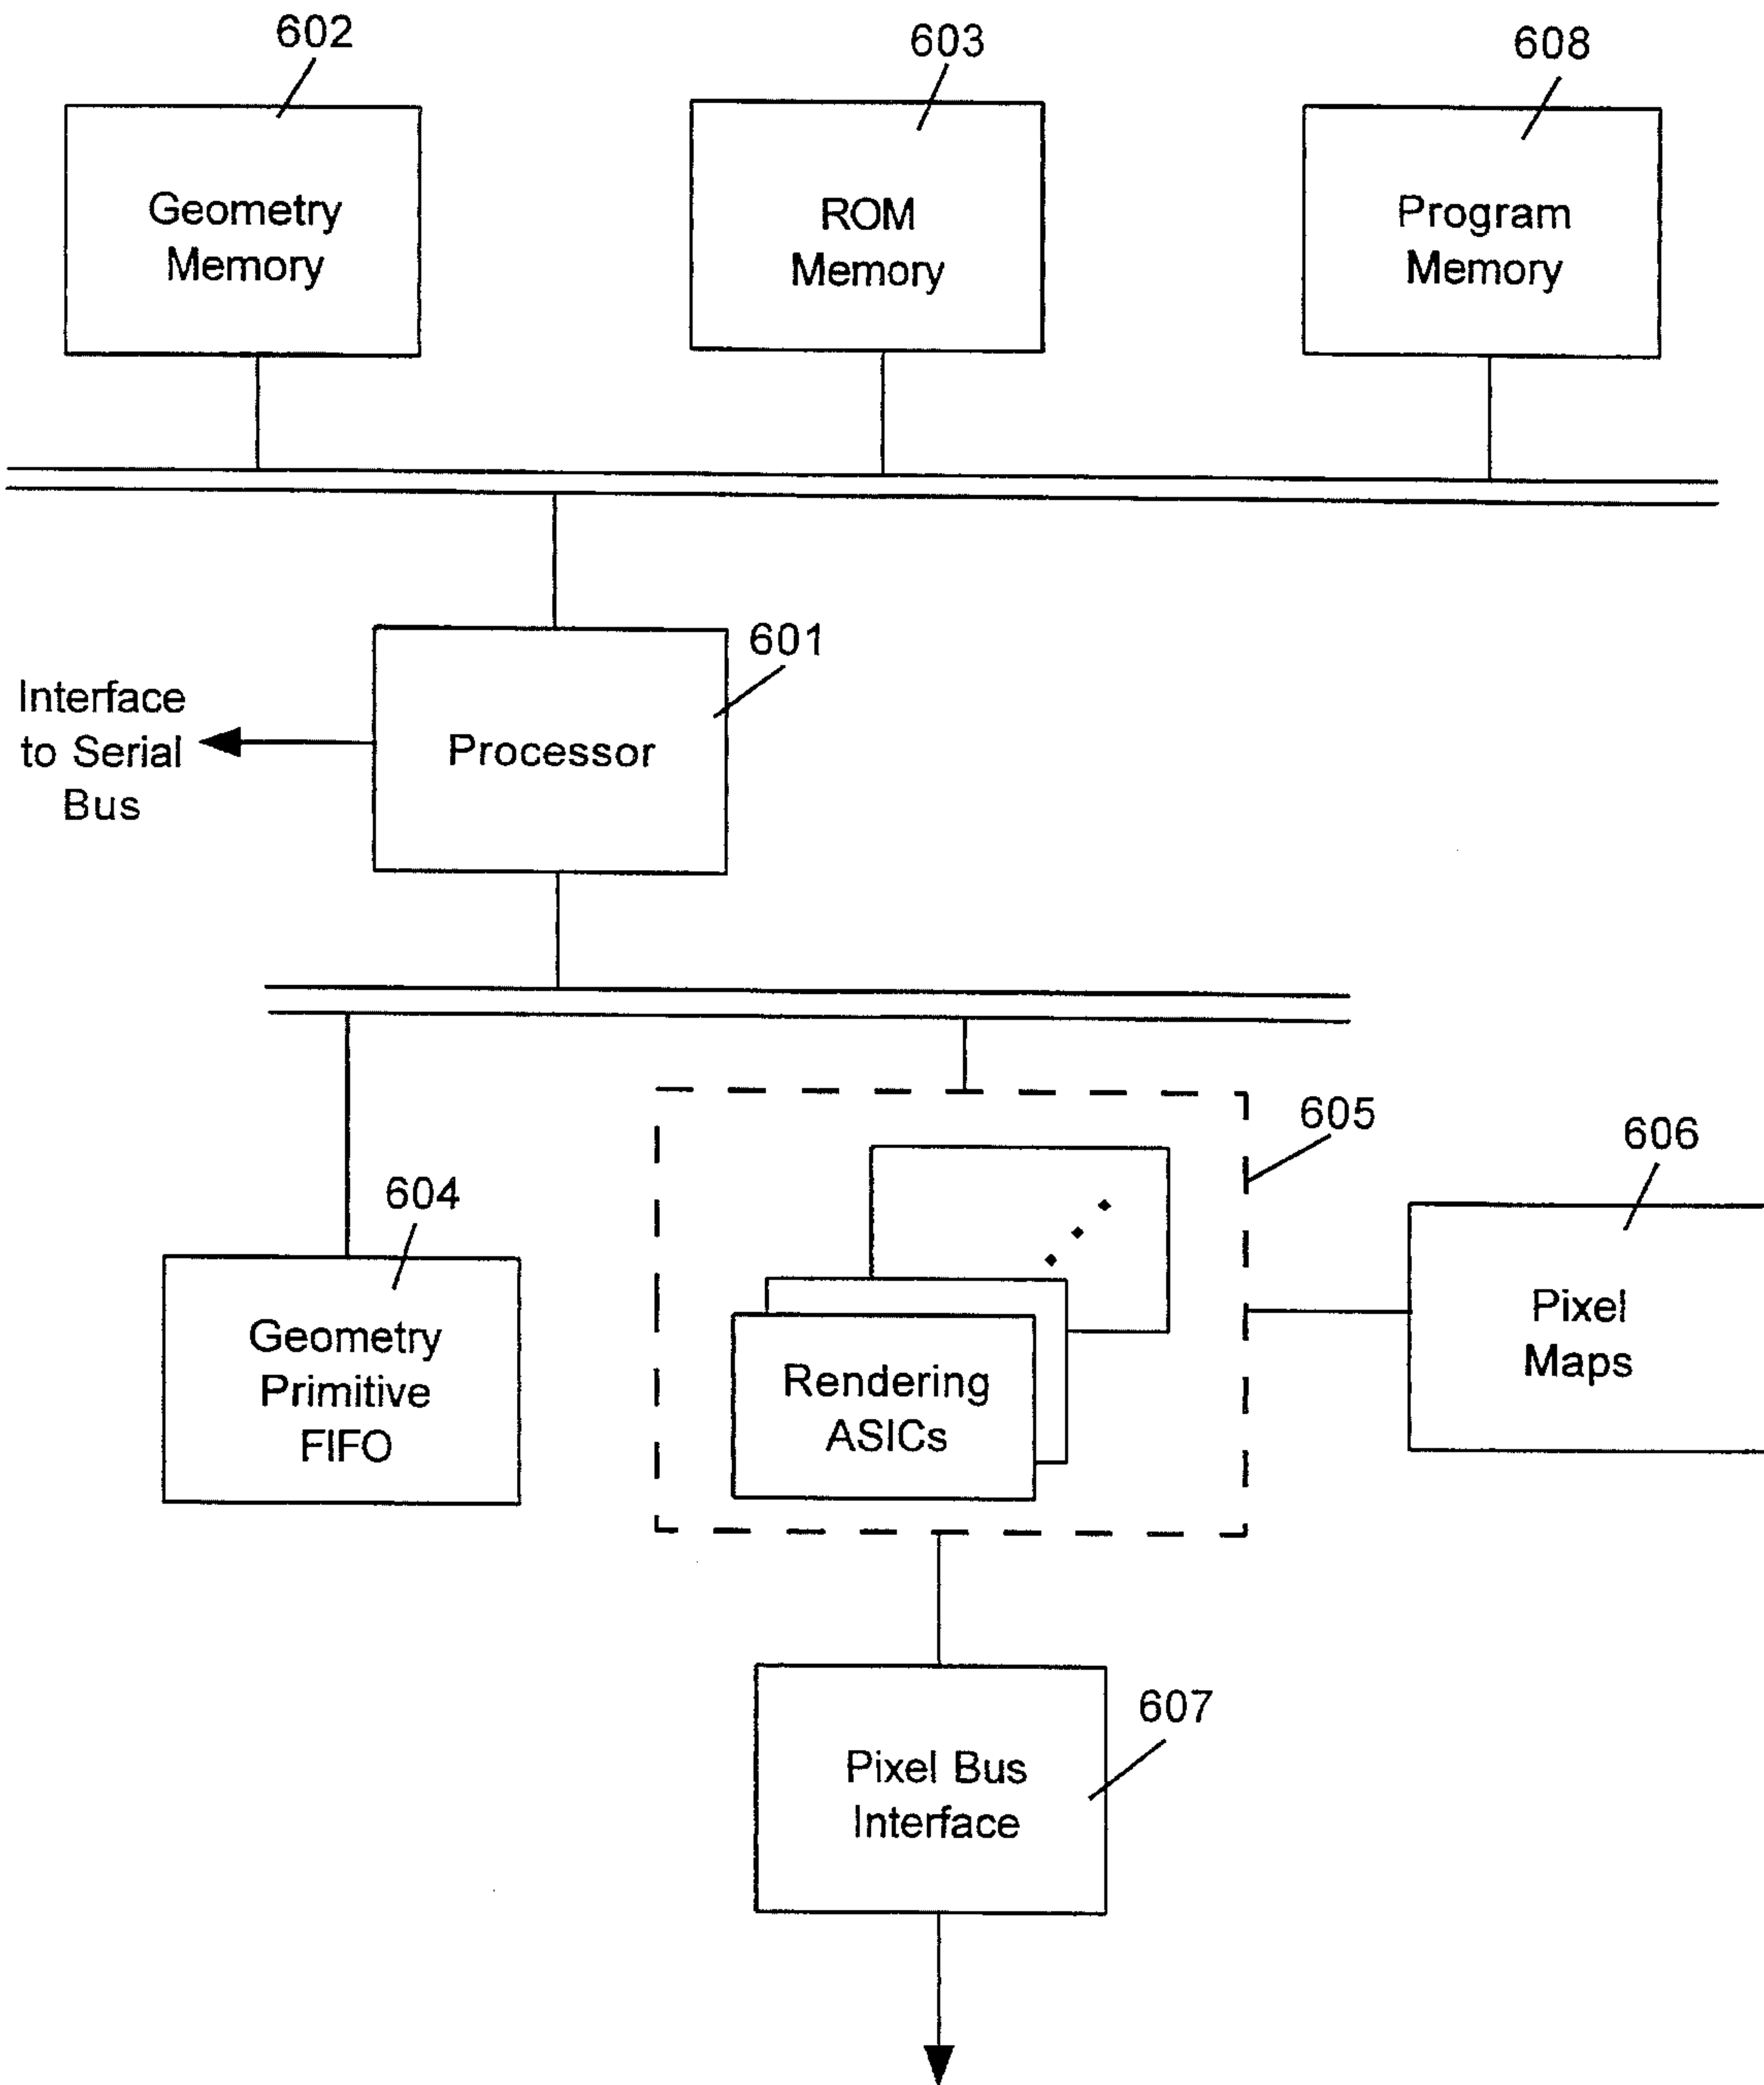 602
603
608
Geometry
Memory
ROM
Memory
Program
Memory
601
Interface
to Serial
Bus
Processor
605
606
604
Geometry
Primitive
FIFO
Rendering
ASICs
Pixel
Maps
607
Pixel Bus
Interface